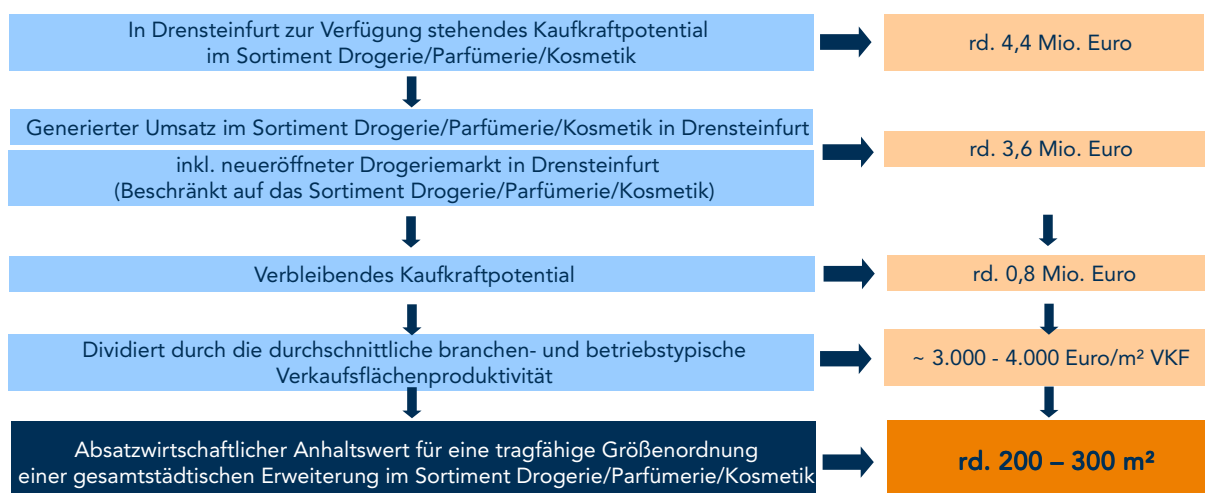 In Drensteinfurt zur Verfügung stehendes Kaufkraftpotential
im Sortiment Drogerie/Parfümerie/Kosmetik
rd. 4,4 Mio. Euro
Generierter Umsatz im Sortiment Drogerie/Parfümerie/Kosmetik in Drensteinfurt
inkl. neueröffneter Drogeriemarkt in Drensteinfurt
(Beschränkt auf das Sortiment Drogerie/Parfümerie/Kosmetik)
rd. 3,6 Mio. Euro
Verbleibendes Kaufkraftpotential
rd. 0,8 Mio. Euro
Dividiert durch die durchschnittliche branchen- und betriebstypische
Verkaufsflächenproduktivität
~ 3.000 - 4.000 Euro/m² VKF
Absatzwirtschaftlicher Anhaltswert für eine tragfähige Größenordnung
einer gesamtstädtischen Erweiterung im Sortiment Drogerie/Parfümerie/Kosmetik
rd. 200 – 300 m²